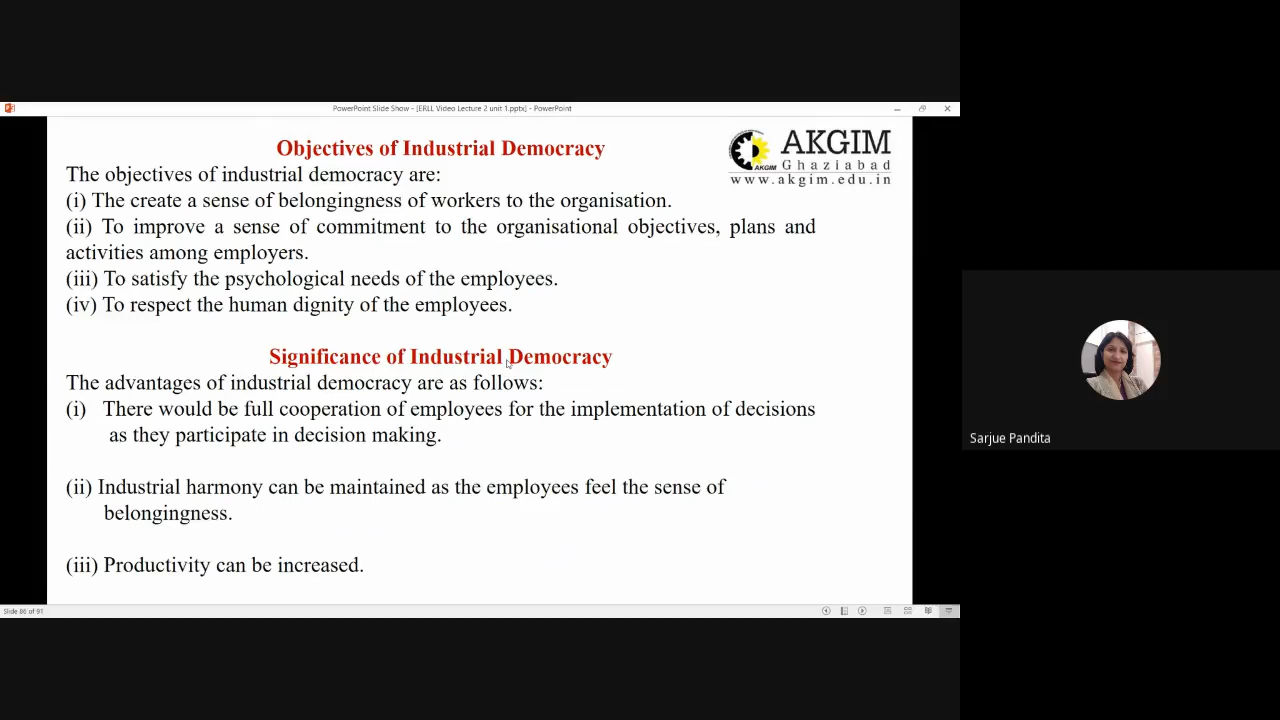 PowerPoint Slide Show - [ERLL Video Lecture 2 unit 1.pptx] - PowerPoint
Objectives of Industrial Democracy
AKGIM
Ghaziabad
AKGIM
www.akgim.edu.in
The objectives of industrial democracy are:
(i) The create a sense of belongingness of workers to the organisation.
(ii) To improve a sense of commitment to the organisational objectives, plans and
activities among employers.
(iii) To satisfy the psychological needs of the employees.
(iv) To respect the human dignity of the employees.
Significance of Industrial Democracy
The advantages of industrial democracy are as follows:
(i) There would be full cooperation of employees for the implementation of decisions
as they participate in decision making.
(ii) Industrial harmony can be maintained as the employees feel the sense of
belongingness.
(iii) Productivity can be increased.
Slide 86 of 91
Sarjue Pandita